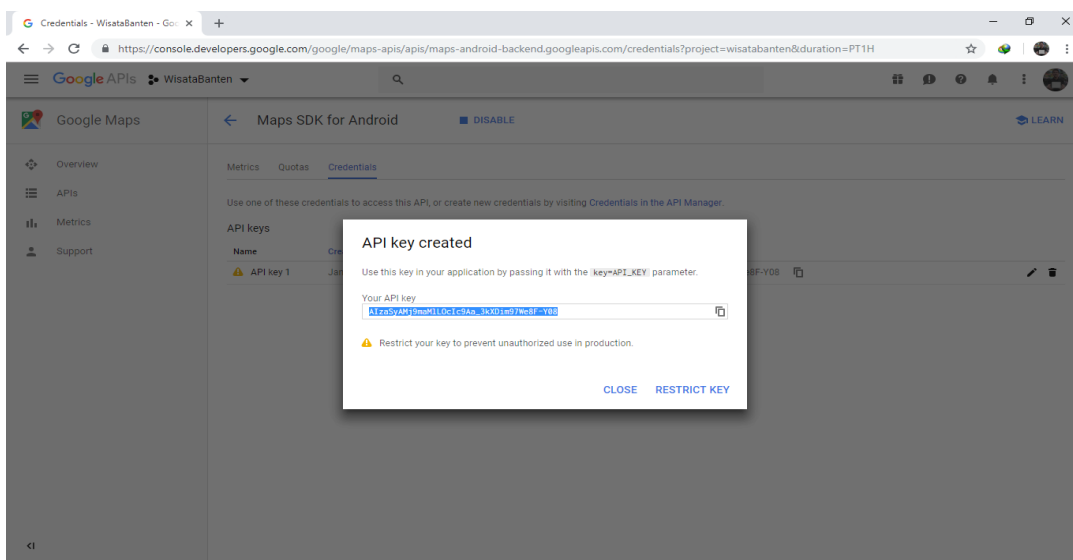 Credentials - WisataBanten - Goo
https://console.developers.google.com/google/maps-apis/apis/maps-android-backend.googleapis.com/credentials?project=wisatabanten&duration=PT1H
Google APIs WisataBanten
Google Maps
Maps SDK for Android DISABLE LEARN
Overview
APIs
Metrics
Support
Metrics Quotas Credentials
Use one of these credentials to access this API, or create new credentials by visiting Credentials in the API Manager.
API keys
Name
API key 1
API key created
Use this key in your application by passing it with the key=API_KEY parameter.
Your API key
AIzaSyAMj9maM1LOcIc9Aa_3kXDim97We8F-Y08
Restrict your key to prevent unauthorized use in production.
CLOSE RESTRICT KEY